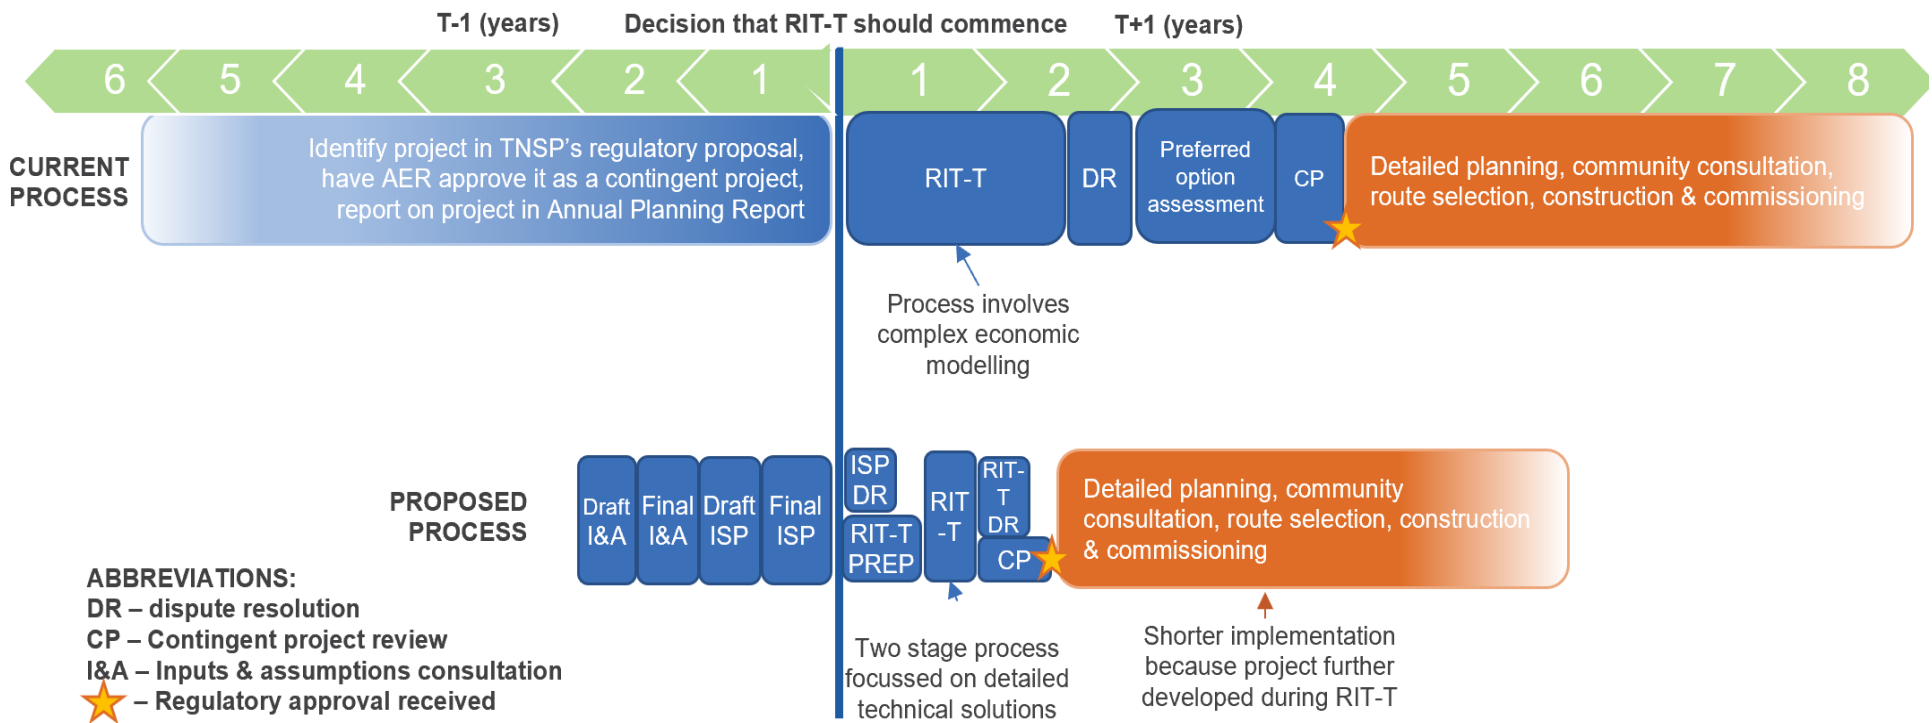 T-1 (years)
Decision that RIT-T should commence
T+1 (years)
6 5 4 3 2 1 1 2 3 4 5 6 7 8
CURRENT
PROCESS
Identify project in TNSP's regulatory proposal,
have AER approve it as a contingent project,
report on project in Annual Planning Report
RIT-T
DR
Preferred
option
assessment
CP
Detailed planning, community consultation,
route selection, construction & commissioning
Process involves
complex economic
modelling
PROPOSED
PROCESS
Draft
I&A
Final
I&A
Draft
ISP
Final
ISP
ISP
DR
RIT-T
PREP
RIT
-T
RIT-
T
DR
CP
Detailed planning, community
consultation, route selection, construction
& commissioning
Two stage process
focussed on detailed
technical solutions
Shorter implementation
because project further
developed during RIT-T
ABBREVIATIONS:
DR – dispute resolution
CP – Contingent project review
I&A – Inputs & assumptions consultation
– Regulatory approval received